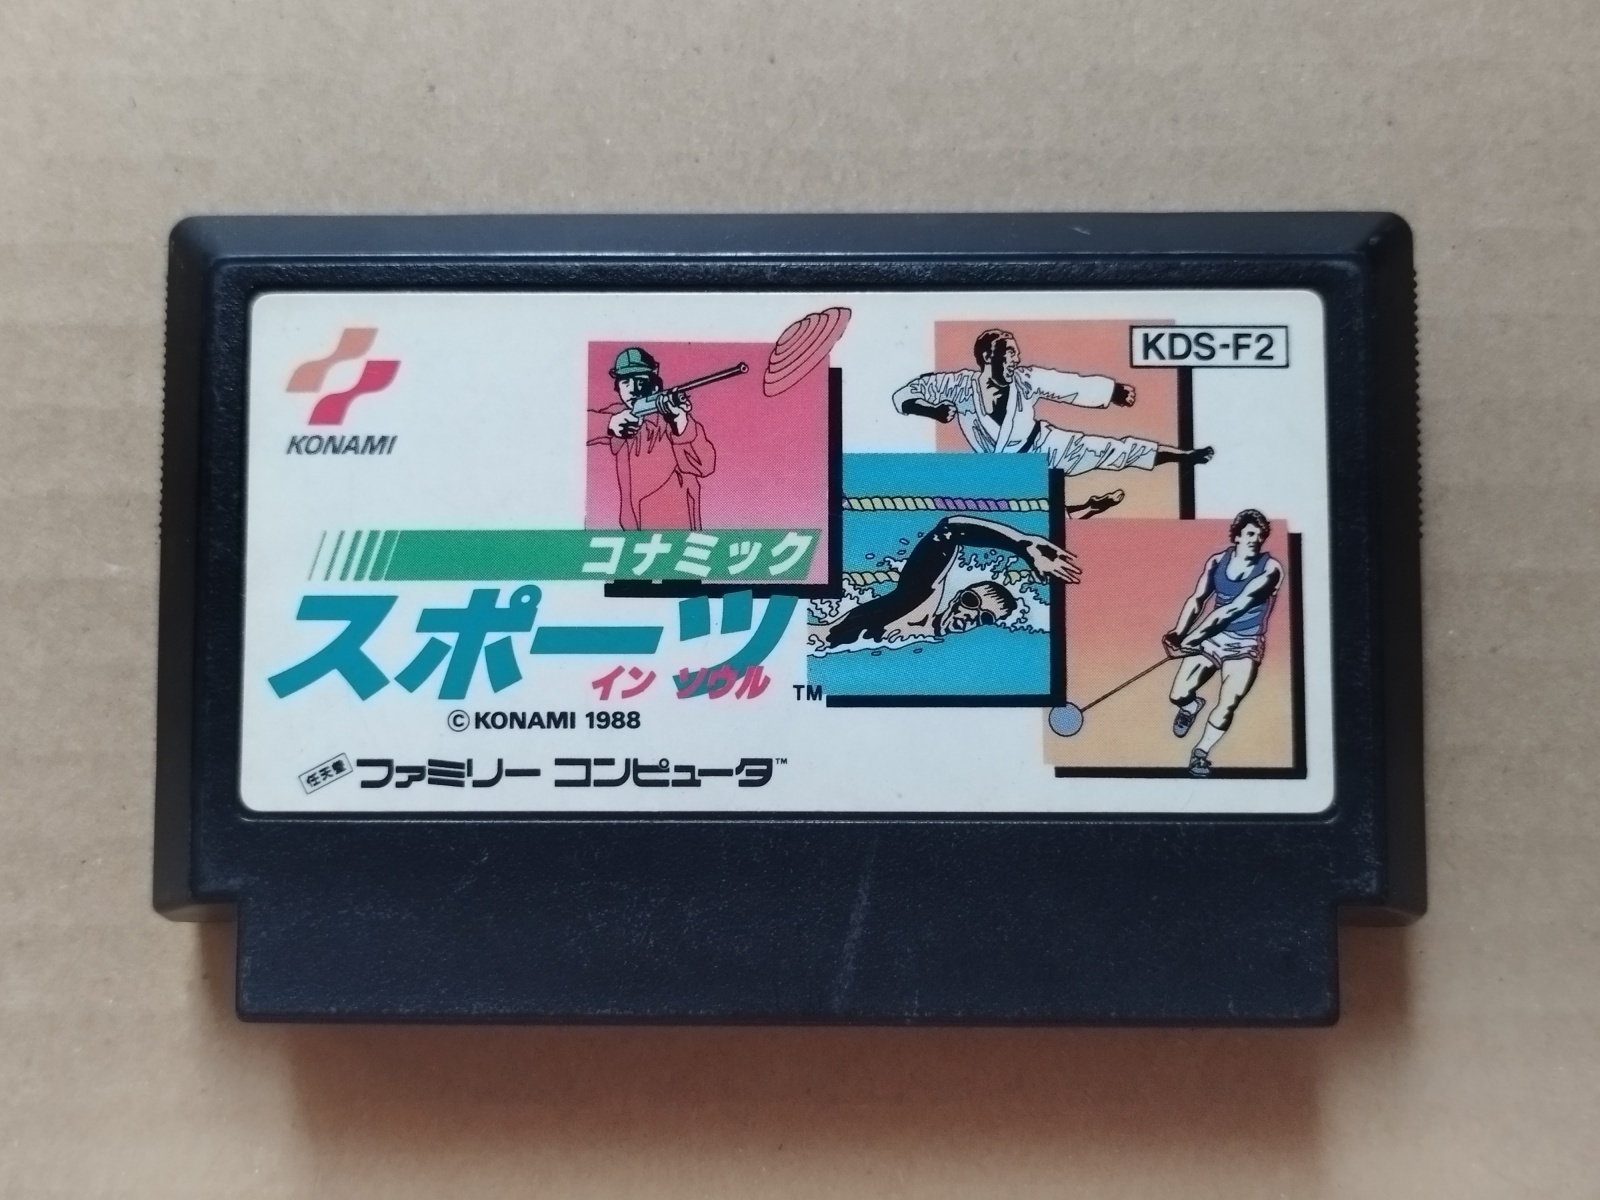 KONAMI
KDS-F2
コナミック
スポーツ
イン ソウル TM
©KONAMI 1988
任天堂 ファミリー コンピュータ™